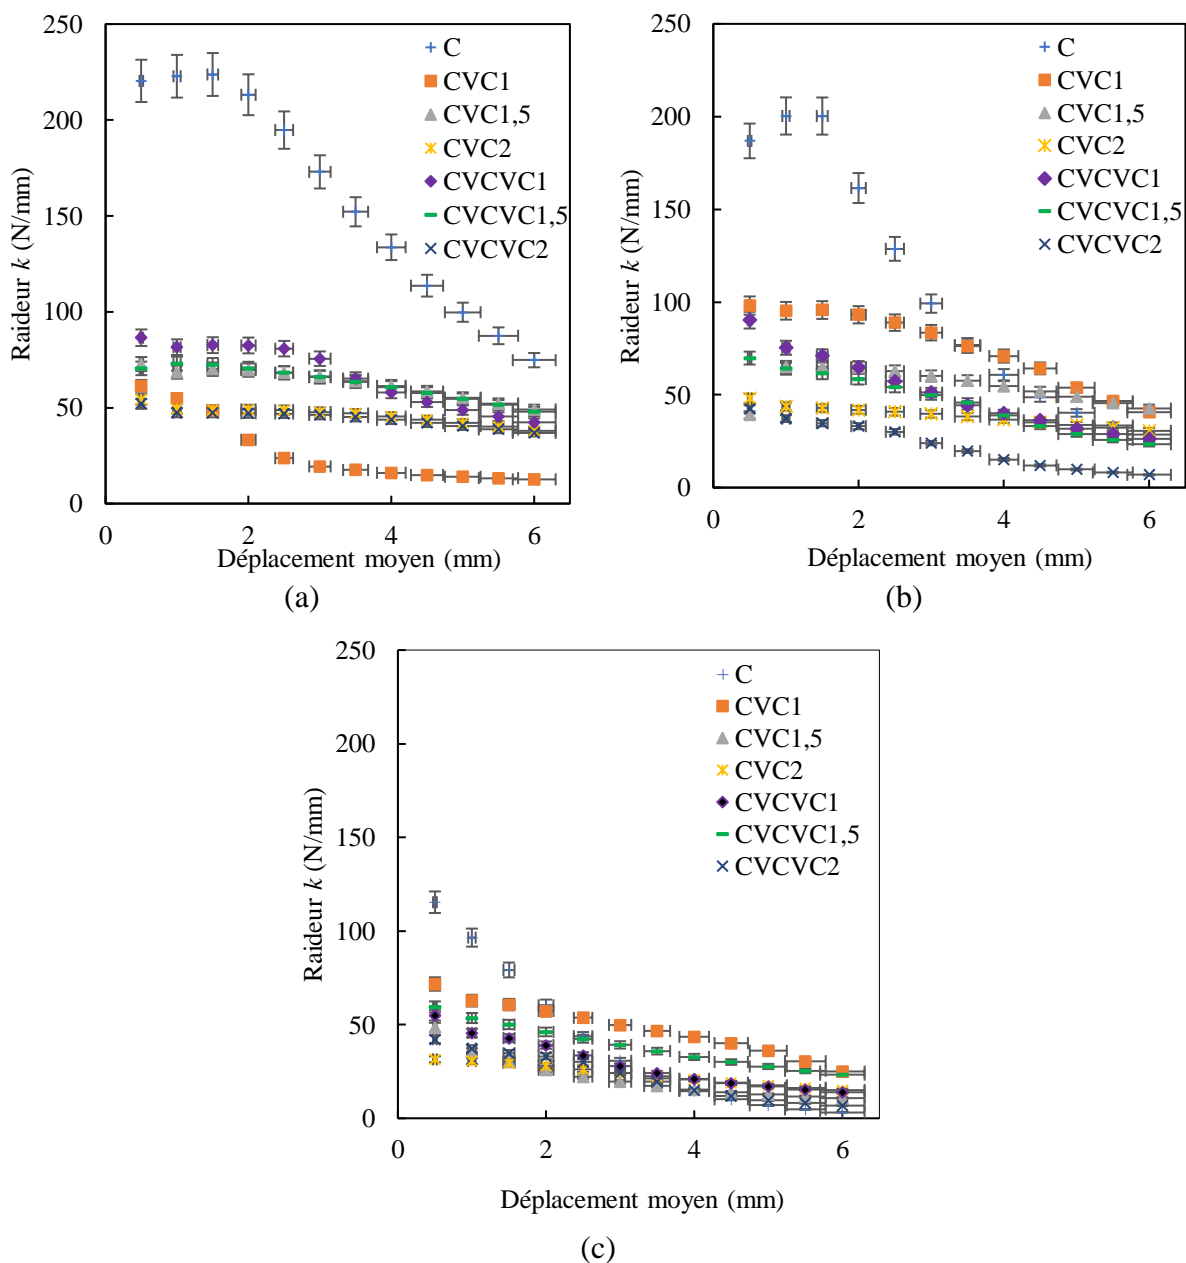 250
200
150
100
50
0
0 2 4 6
Raideur k (N/mm)
Déplacement moyen (mm)
C
CVC1
CVC1,5
CVC2
CVCVC1
CVCVC1,5
CVCVC2
(a)
250
200
150
100
50
0
0 2 4 6
Raideur k (N/mm)
Déplacement moyen (mm)
C
CVC1
CVC1,5
CVC2
CVCVC1
CVCVC1,5
CVCVC2
(b)
250
200
150
100
50
0
0 2 4 6
Raideur k (N/mm)
Déplacement moyen (mm)
C
CVC1
CVC1,5
CVC2
CVCVC1
CVCVC1,5
CVCVC2
(c)